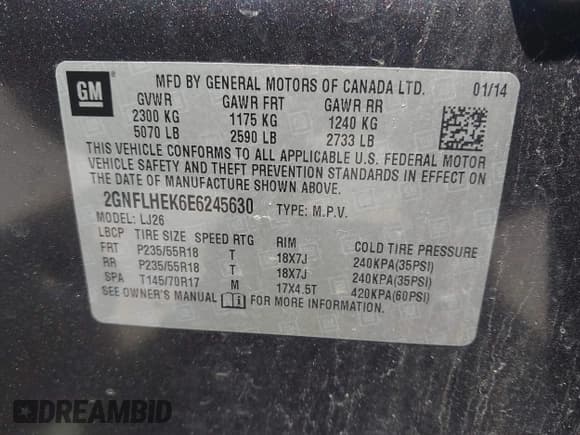 GM
MFD BY GENERAL MOTORS OF CANADA LTD.
01/14
GVWR GAWR FRT GAWR RR
2300 KG 1175 KG 1240 KG
5070 LB 2590 LB 2733 LB
THIS VEHICLE CONFORMS TO ALL APPLICABLE U.S. FEDERAL MOTOR
VEHICLE SAFETY AND THEFT PREVENTION STANDARDS IN EFFECT ON
THE DATE OF MANUFACTURE SHOWN ABOVE.
2GNFLHEK6E6245630 TYPE: M.P.V.
MODEL: LJ26
LBCP TIRE SIZE SPEED RTG RIM COLD TIRE PRESSURE
FRT P235/55R18 T 18X7J 240KPA(35PSI)
RR P235/55R18 T 18X7J 240KPA(35PSI)
SPA T145/70R17 M 17X4.5T 420KPA(60PSI)
SEE OWNER'S MANUAL FOR MORE INFORMATION.
DREAMBID